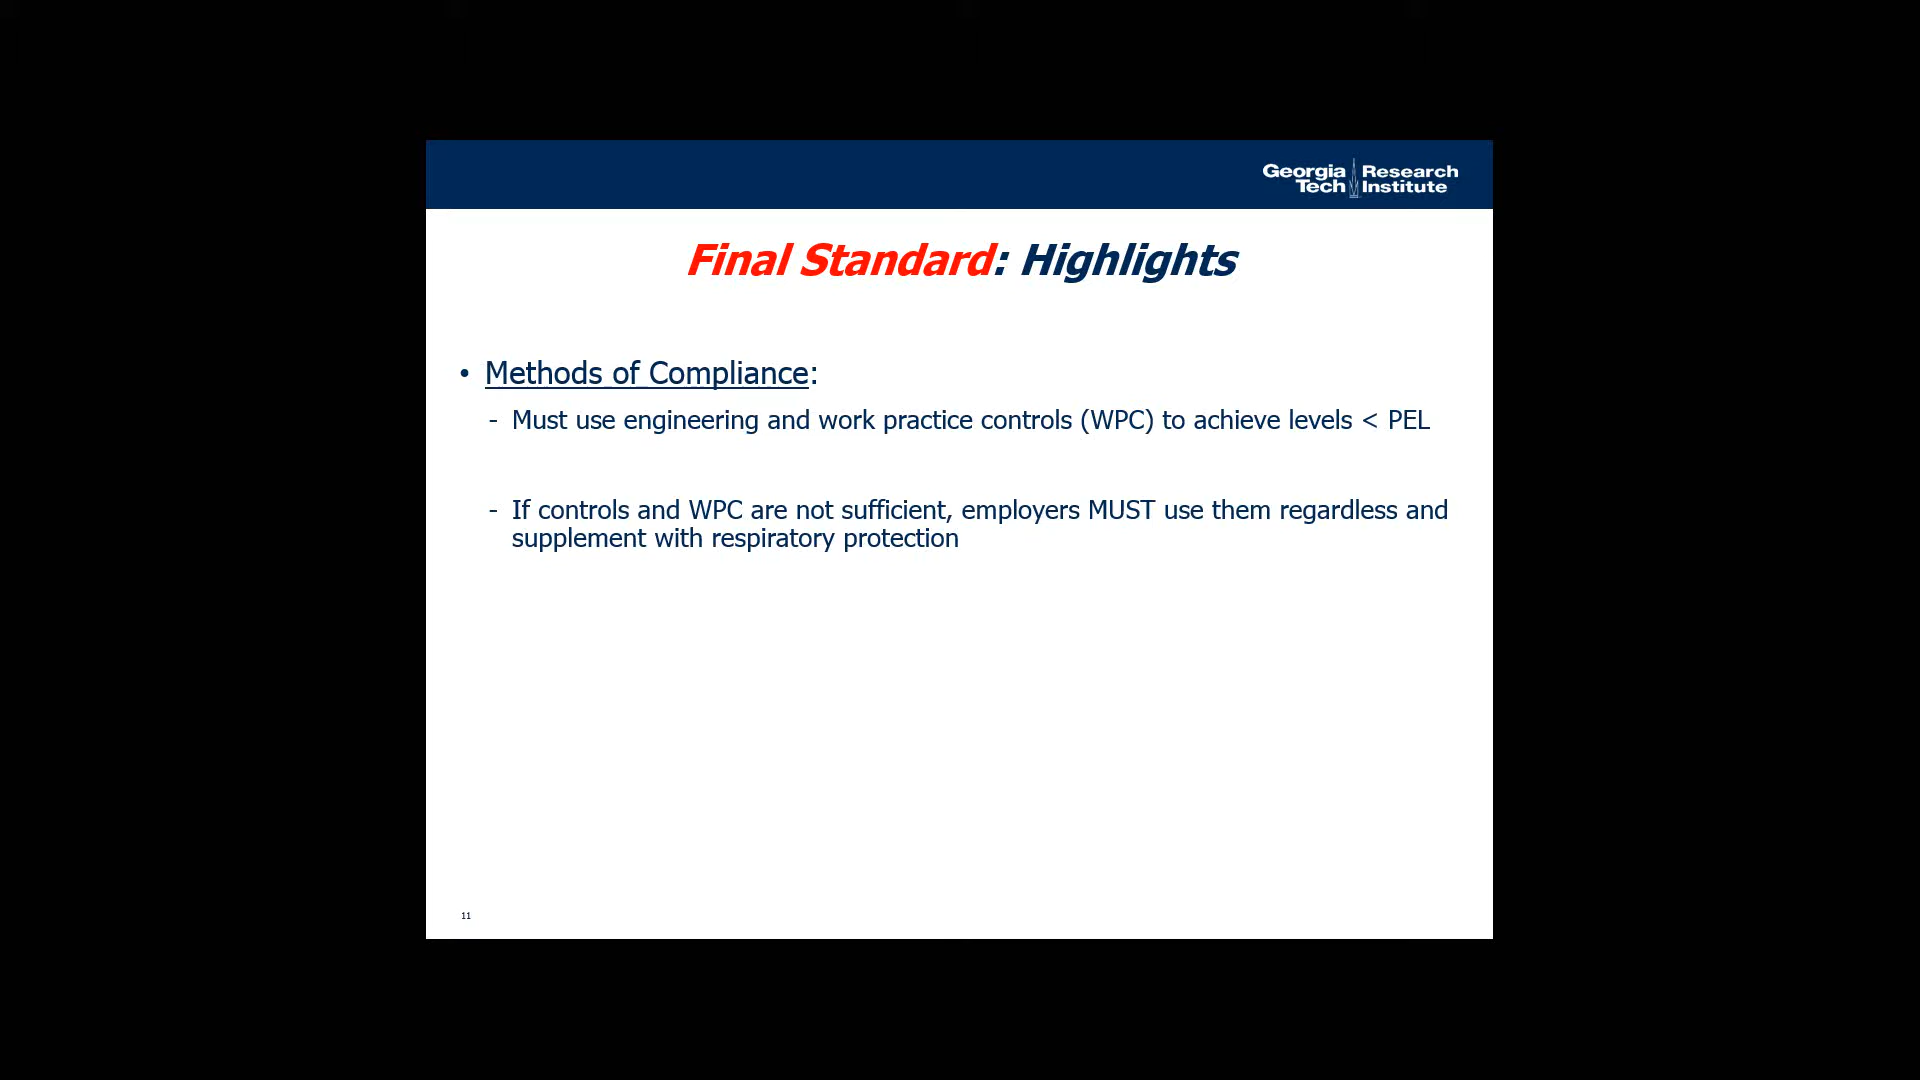 Georgia Tech Research Institute
Final Standard: Highlights
• Methods of Compliance:
- Must use engineering and work practice controls (WPC) to achieve levels < PEL
- If controls and WPC are not sufficient, employers MUST use them regardless and
supplement with respiratory protection
11